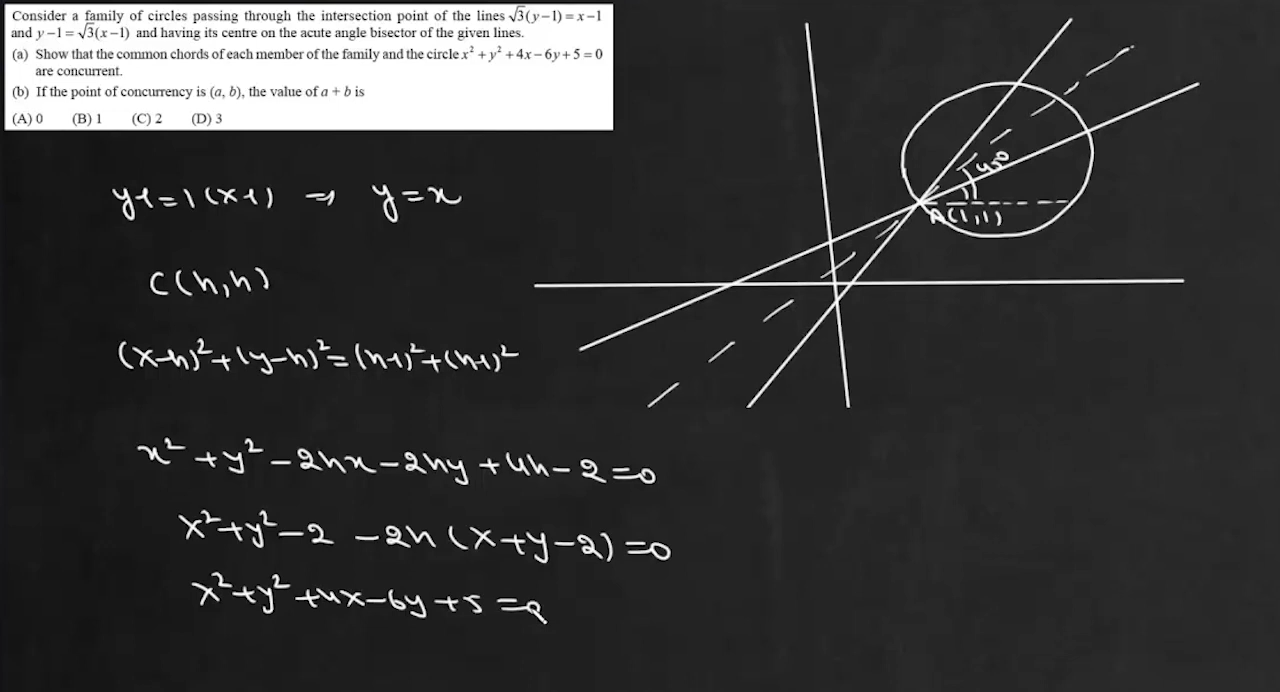 Consider a family of circles passing through the intersection point of the lines √3(y−1) = x−1
and y−1 = √3(x−1) and having its centre on the acute angle bisector of the given lines.
(a) Show that the common chords of each member of the family and the circle x² + y² + 4x − 6y + 5 = 0
are concurrent.
(b) If the point of concurrency is (a, b), the value of a + b is
(A) 0 (B) 1 (C) 2 (D) 3
45°
A(1,1)
y-1=1(x-1) ⇒ y=x
C(h,h)
(x-h)²+(y-h)²=(h-1)²+(h-1)²
x²+y²-2hx-2hy+4h-2=0
x²+y²-2 -2h(x+y-2)=0
x²+y²+4x-6y+5=0